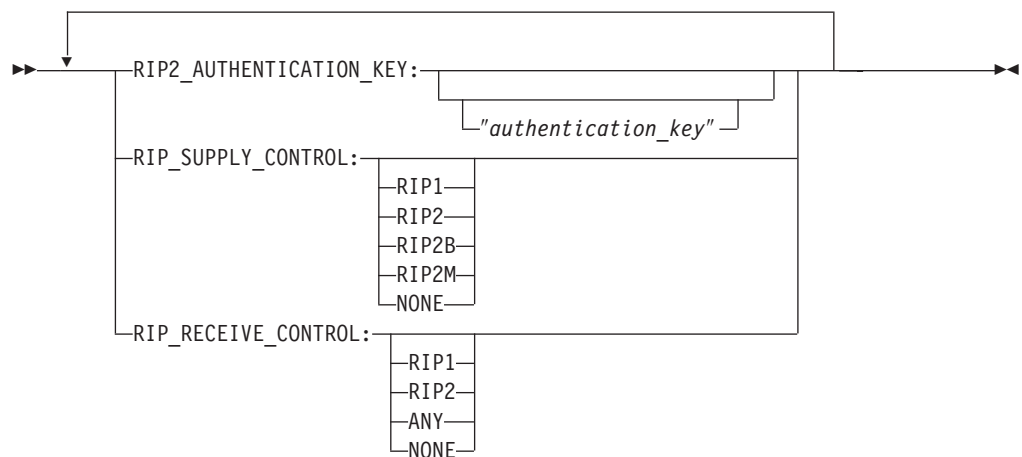 RIP2_AUTHENTICATION_KEY:
"authentication_key"
RIP_SUPPLY_CONTROL:
RIP1
RIP2
RIP2B
RIP2M
NONE
RIP_RECEIVE_CONTROL:
RIP1
RIP2
ANY
NONE